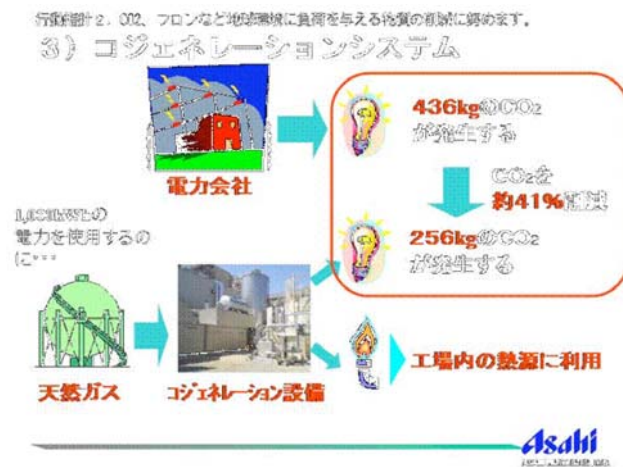 行動指針2．CO2、フロンなど地球環境に負荷を与える物質の削減に努めます。
3）コジェネレーションシステム
436kgのCO₂
が発生する
電力会社
CO₂を
約41%削減
1,000kWhの
電力を使用するの
に・・・
256kgのCO₂
が発生する
工場内の熱源に利用
天然ガス
コジェネレーション設備
Asahi